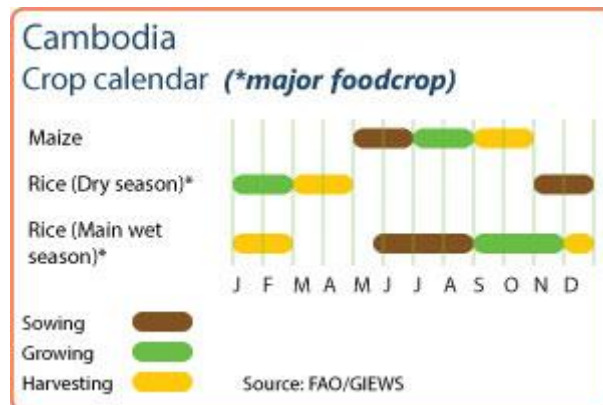 Cambodia
Crop calendar (*major foodcrop)
Maize
Rice (Dry season)*
Rice (Main wet
season)*
J F M A M J J A S O N D
Sowing
Growing
Harvesting
Source: FAO/GIEWS